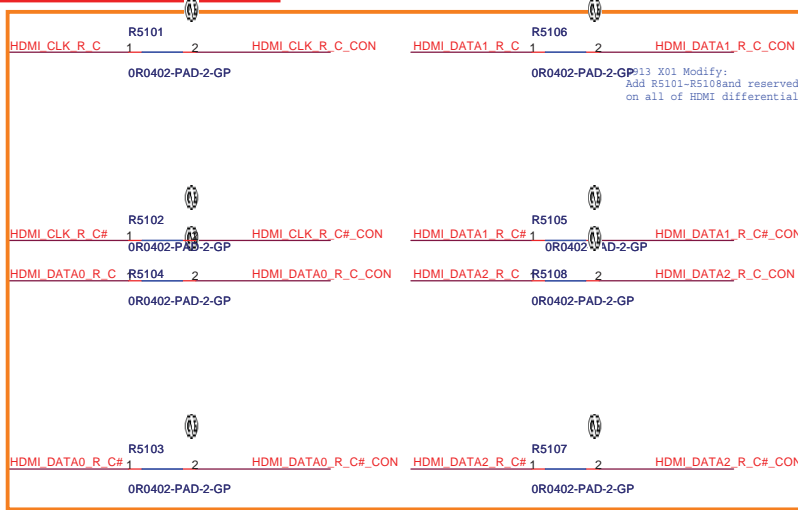 R5101
HDMI_CLK_R_C 1 2 HDMI_CLK_R_C_CON
0R0402-PAD-2-GP
R5106
HDMI_DATA1_R_C 1 2 HDMI_DATA1_R_C_CON
0R0402-PAD-2-GP
913 X01 Modify:
Add R5101-R5108and reserved
on all of HDMI differential
R5102
HDMI_CLK_R_C# 1 HDMI_CLK_R_C#_CON
0R0402-PAD-2-GP
R5105
HDMI_DATA1_R_C# 1 HDMI_DATA1_R_C#_CON
0R0402-PAD-2-GP
HDMI_DATA0_R_C R5104 2 HDMI_DATA0_R_C_CON
0R0402-PAD-2-GP
HDMI_DATA2_R_C R5108 2 HDMI_DATA2_R_C_CON
0R0402-PAD-2-GP
R5103
HDMI_DATA0_R_C# 1 2 HDMI_DATA0_R_C#_CON
0R0402-PAD-2-GP
R5107
HDMI_DATA2_R_C# 1 2 HDMI_DATA2_R_C#_CON
0R0402-PAD-2-GP